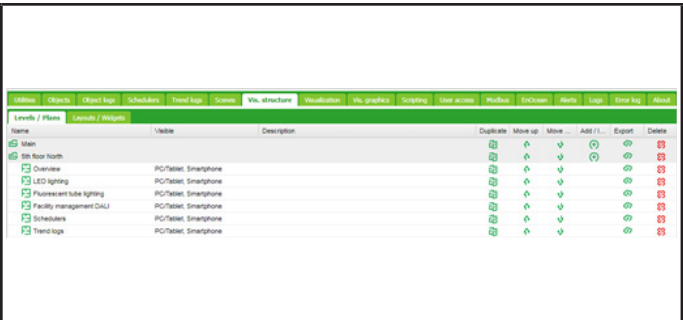 Utilities Objects Object logs Schedulers Trend logs Scenes Vis. structure Visualization Vis. graphics Scripting User access Modbus EnOcean Alerts Logs Error log About
Levels / Plans Layouts / Widgets
Name Visible Description Duplicate Move up Move ... Add / I... Export Delete
Main
5th floor North
Overview PC/Tablet, Smartphone
LED lighting PC/Tablet, Smartphone
Fluorescent tube lighting PC/Tablet, Smartphone
Facility management DALI PC/Tablet, Smartphone
Schedulers PC/Tablet, Smartphone
Trend logs PC/Tablet, Smartphone